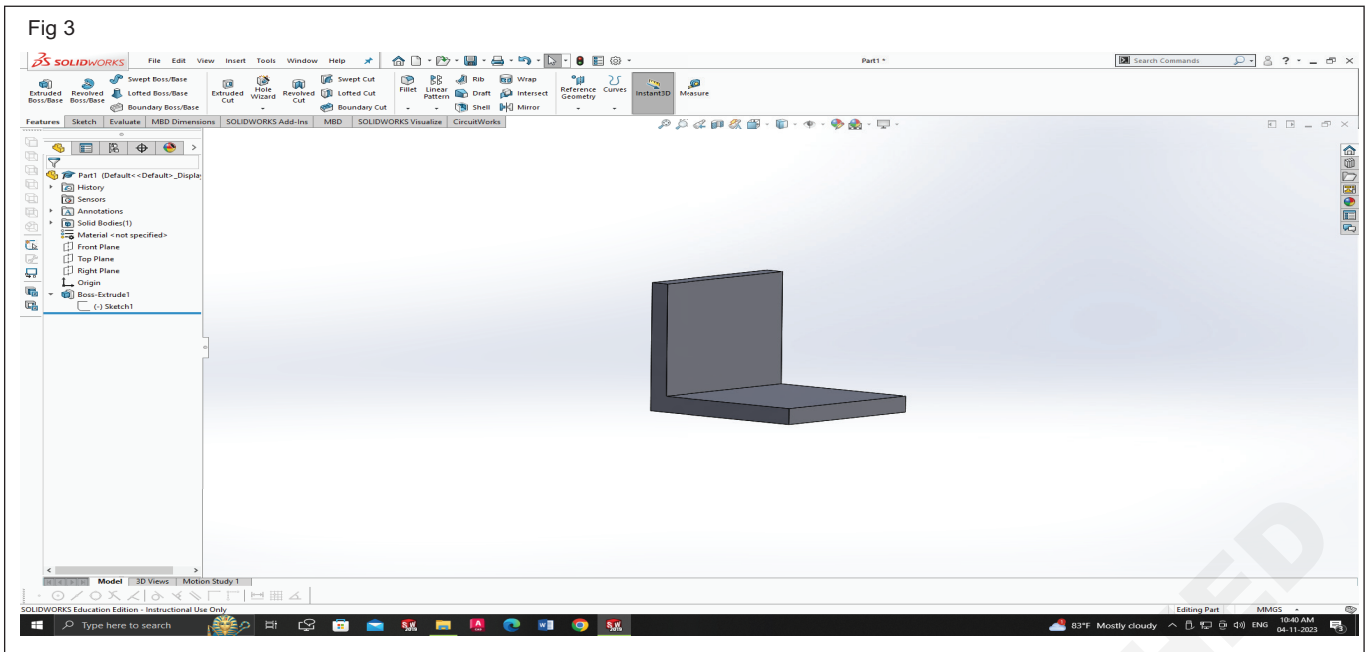 Fig 3
SOLIDWORKS File Edit View Insert Tools Window Help Part1 * Search Commands ?
Swept Boss/Base Swept Cut Rib Wrap
Extruded Boss/Base Revolved Boss/Base Lofted Boss/Base Extruded Cut Hole Wizard Revolved Cut Lofted Cut Fillet Linear Pattern Draft Intersect Reference Geometry Curves Instant3D Measure
Boundary Boss/Base Boundary Cut Shell Mirror
Features Sketch Evaluate MBD Dimensions SOLIDWORKS Add-Ins MBD SOLIDWORKS Visualize CircuitWorks
Part1 (Default<<Default>_Display
History
Sensors
A Annotations
Solid Bodies(1)
Material <not specified>
Front Plane
Top Plane
Right Plane
Origin
Boss-Extrude1
(-) Sketch1
Model 3D Views Motion Study 1
SOLIDWORKS Education Edition - Instructional Use Only Editing Part MMGS
Type here to search SW 2019 A W SW 2019 83°F Mostly cloudy ENG 10:40 AM
04-11-2023 3
HED